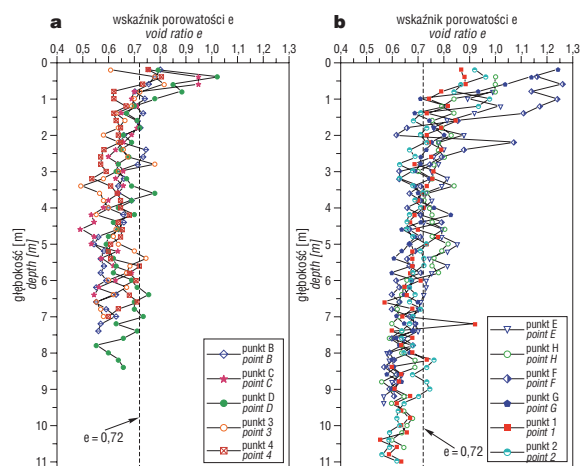 a
wskaźnik porowatości e
void ratio e
0,4 0,5 0,6 0,7 0,8 0,9 1,0 1,1 1,2 1,3
0
1
2
3
4
5
6
7
8
9
10
11
głębokość [m]
depth [m]
e = 0,72
punkt B
point B
punkt C
point C
punkt D
point D
punkt 3
point 3
punkt 4
point 4
b
wskaźnik porowatości e
void ratio e
0,4 0,5 0,6 0,7 0,8 0,9 1,0 1,1 1,2 1,3
0
1
2
3
4
5
6
7
8
9
10
11
głębokość [m]
depth [m]
e = 0,72
punkt E
point E
punkt H
point H
punkt F
point F
punkt G
point G
punkt 1
point 1
punkt 2
point 2